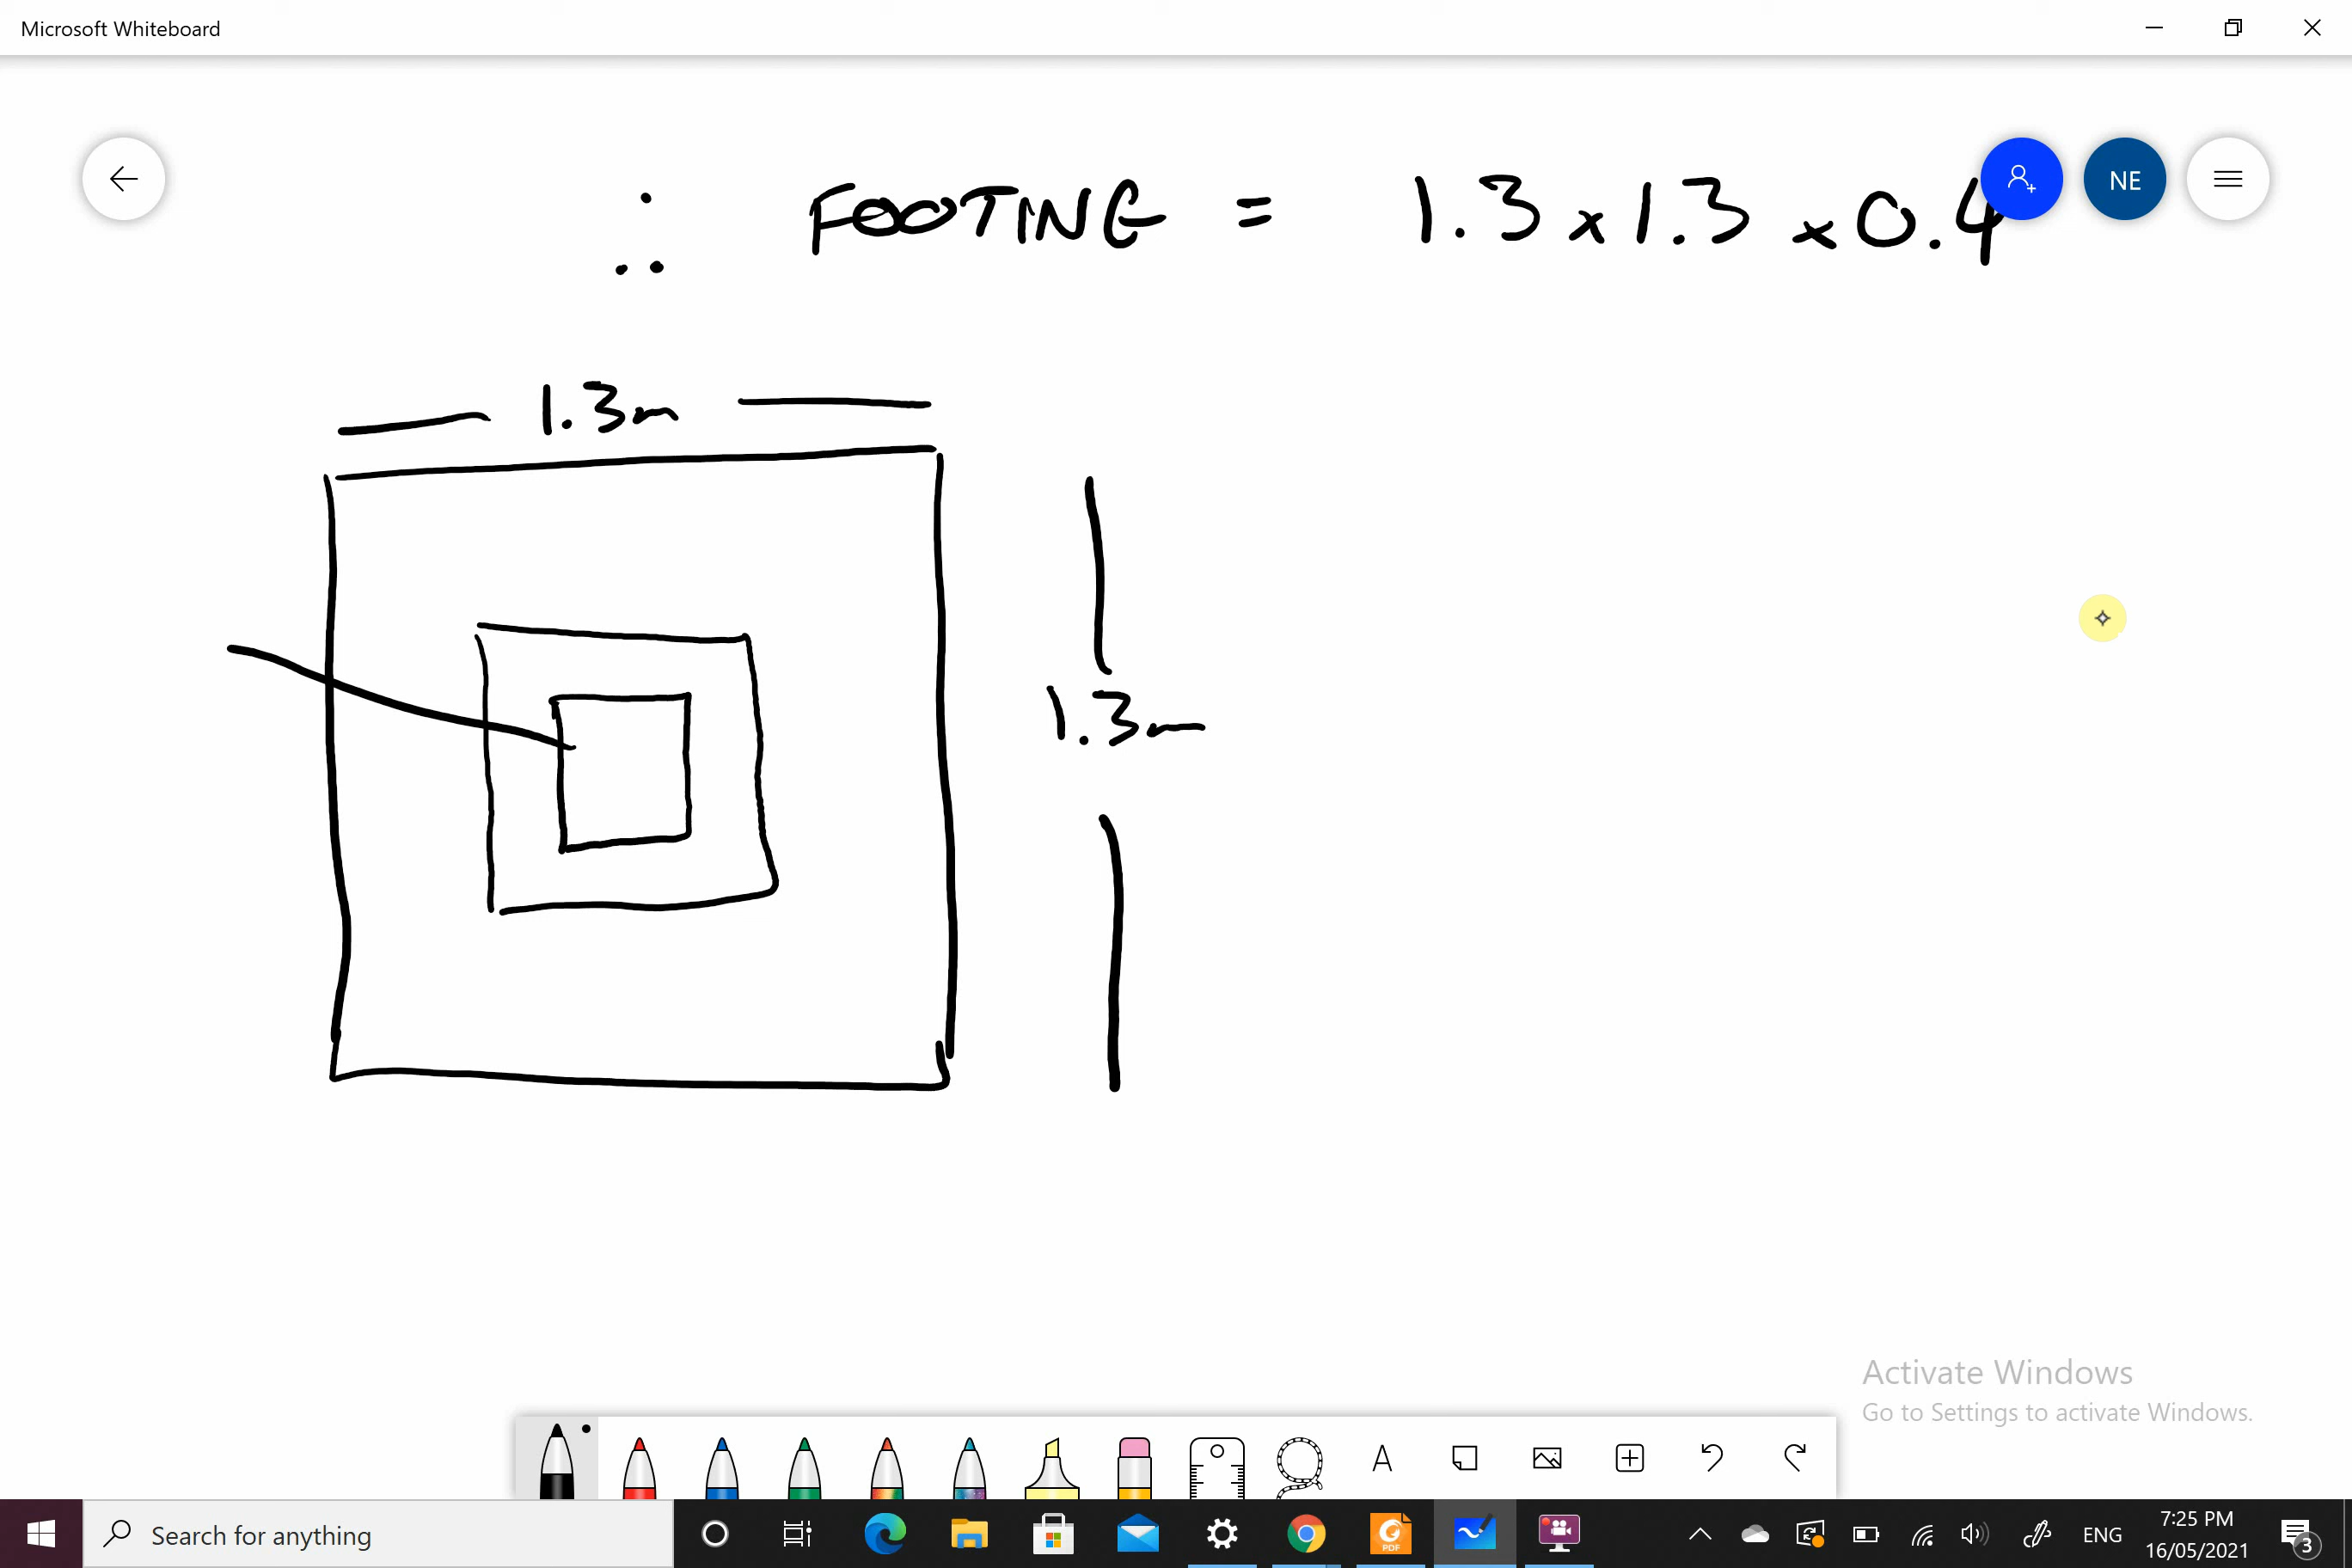 Microsoft Whiteboard
∴ FOOTING = 1.3 x 1.3 x 0.4
NE
1.3m
1.3m
Activate Windows
Go to Settings to activate Windows.
A
Search for anything
PDF
ENG
7:25 PM
16/05/2021
3